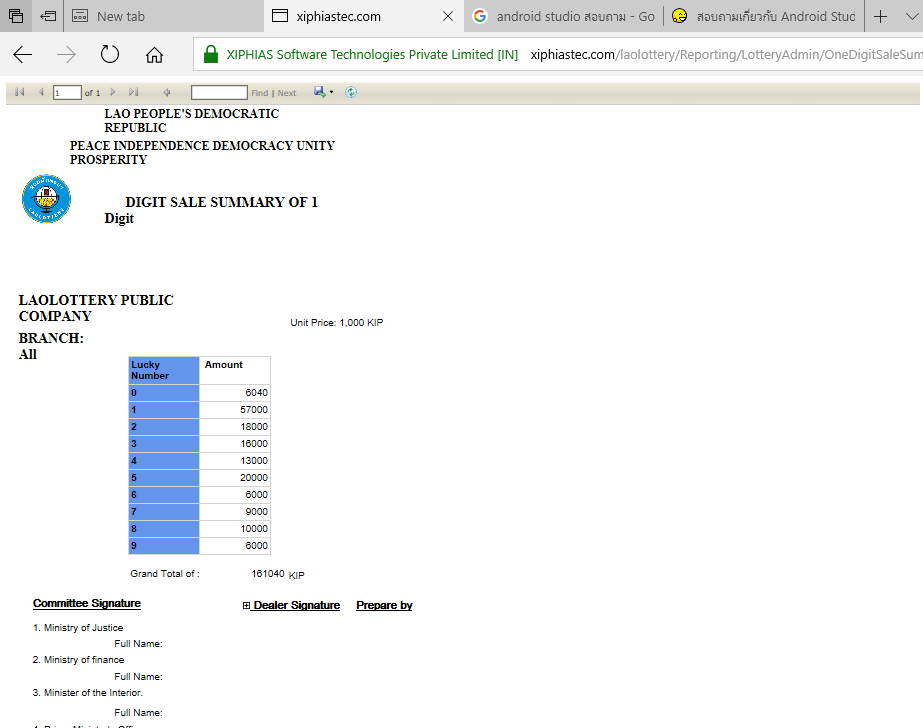 New tab
xiphiastec.com
android studio สอบถาม - Go
สอบถามเกี่ยวกับ Android Stud
XIPHIAS Software Technologies Private Limited [IN]
xiphiastec.com/laolottery/Reporting/LotteryAdmin/OneDigitSaleSum
1 of 1 Find | Next
LAO PEOPLE'S DEMOCRATIC
REPUBLIC
PEACE INDEPENDENCE DEMOCRACY UNITY
PROSPERITY
LAOLOTTERY
DIGIT SALE SUMMARY OF 1
Digit
LAOLOTTERY PUBLIC
COMPANY
Unit Price: 1,000 KIP
BRANCH:
All
Lucky Number Amount
0 6040
1 57000
2 18000
3 16000
4 13000
5 20000
6 6000
7 9000
8 10000
9 6000
Grand Total of : 161040 KIP
Committee Signature Dealer Signature Prepare by
1. Ministry of Justice
Full Name:
2. Ministry of finance
Full Name:
3. Minister of the Interior.
Full Name: